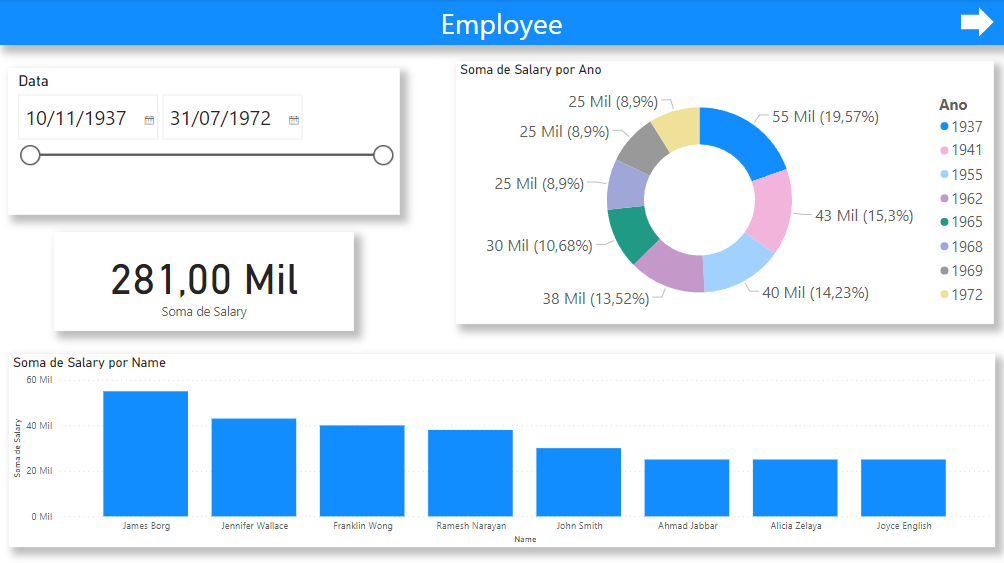 Employee
Data
10/11/1937
31/07/1972
281,00 Mil
Soma de Salary
Soma de Salary por Ano
25 Mil (8,9%)
55 Mil (19,57%)
25 Mil (8,9%)
25 Mil (8,9%)
43 Mil (15,3%)
30 Mil (10,68%)
38 Mil (13,52%)
40 Mil (14,23%)
Ano
1937
1941
1955
1962
1965
1968
1969
1972
Soma de Salary por Name
Soma de Salary
60 Mil
40 Mil
20 Mil
0 Mil
James Borg
Jennifer Wallace
Franklin Wong
Ramesh Narayan
John Smith
Ahmad Jabbar
Alicia Zelaya
Joyce English
Name